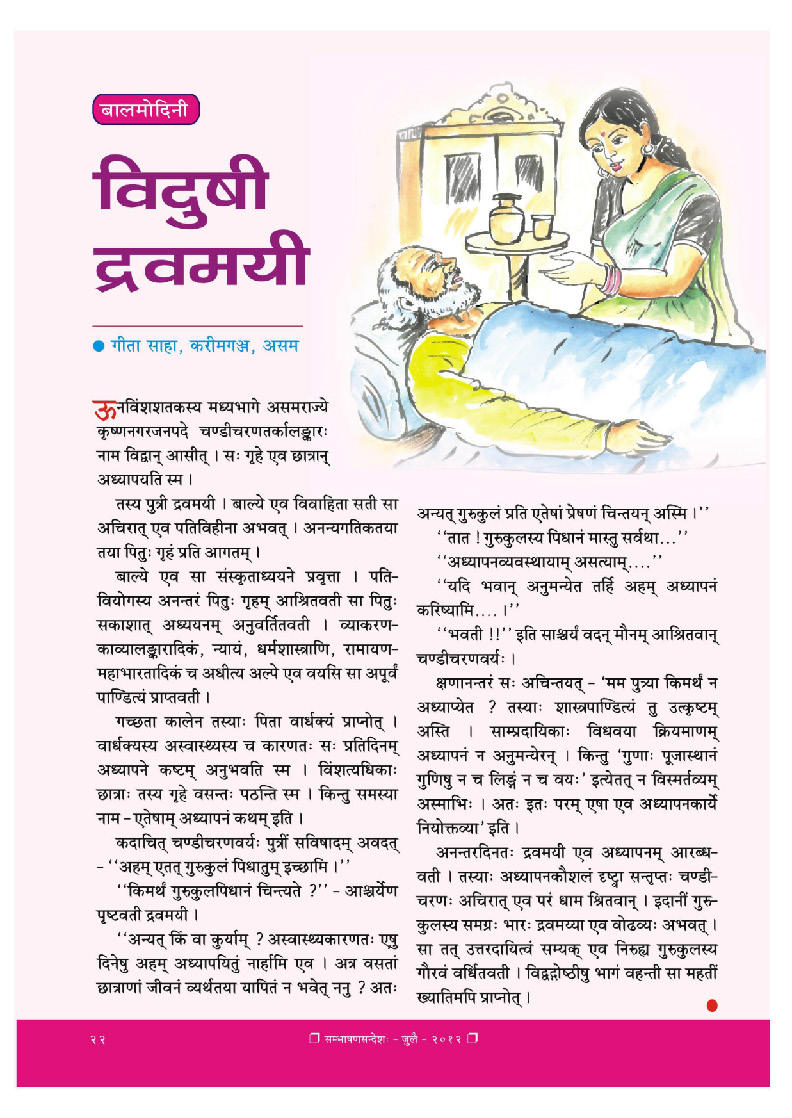 बालमोदिनी
विदुषी
द्रवमयी
● गीता साहा, करीमगञ्ज, असम
ऊनविंशशतकस्य मध्यभागे असमराज्ये
कृष्णनगरजनपदे चण्डीचरणतर्कालङ्कारः
नाम विद्वान् आसीत् । सः गृहे एव छात्रान्
अध्यापयति स्म ।
तस्य पुत्री द्रवमयी । बाल्ये एव विवाहिता सती सा
अचिरात् एव पतिविहीना अभवत् । अनन्यगतिकतया
तया पितुः गृहं प्रति आगतम् ।
बाल्ये एव सा संस्कृताध्ययने प्रवृत्ता । पति-
वियोगस्य अनन्तरं पितुः गृहम् आश्रितवती सा पितुः
सकाशात् अध्ययनम् अनुवर्तितवती । व्याकरण-
काव्यालङ्कारादिकं, न्यायं, धर्मशास्त्राणि, रामायण-
महाभारतादिकं च अधीत्य अल्पे एव वयसि सा अपूर्वं
पाण्डित्यं प्राप्तवती ।
गच्छता कालेन तस्याः पिता वार्धक्यं प्राप्नोत् ।
वार्धक्यस्य अस्वास्थ्यस्य च कारणतः सः प्रतिदिनम्
अध्यापने कष्टम् अनुभवति स्म । विंशत्यधिकाः
छात्राः तस्य गृहे वसन्तः पठन्ति स्म । किन्तु समस्या
नाम – एतेषाम् अध्यापनं कथम् इति ।
कदाचित् चण्डीचरणवर्यः पुत्रीं सविषादम् अवदत्
– ‘‘अहम् एतत् गुरुकुलं पिधातुम् इच्छामि ।’’
‘‘किमर्थं गुरुकुलपिधानं चिन्त्यते ?’’ – आश्चर्येण
पृष्टवती द्रवमयी ।
‘‘अन्यत् किं वा कुर्याम् ? अस्वास्थ्यकारणतः एषु
दिनेषु अहम् अध्यापयितुं नार्हामि एव । अत्र वसतां
छात्राणां जीवनं व्यर्थतया यापितं न भवेत् ननु ? अतः
अन्यत् गुरुकुलं प्रति एतेषां प्रेषणं चिन्तयन् अस्मि ।’’
‘‘तात ! गुरुकुलस्य पिधानं मास्तु सर्वथा...’’
‘‘अध्यापनव्यवस्थायाम् असत्याम्....’’
‘‘यदि भवान् अनुमन्येत तर्हि अहम् अध्यापनं
करिष्यामि.... ।’’
‘‘भवती !!’’ इति साश्चर्यं वदन् मौनम् आश्रितवान्
चण्डीचरणवर्यः ।
क्षणानन्तरं सः अचिन्तयत् – ‘मम पुत्र्या किमर्थं न
अध्याप्येत ? तस्याः शास्त्रपाण्डित्यं तु उत्कृष्टम्
अस्ति । साम्प्रदायिकाः विधवया क्रियमाणम्
अध्यापनं न अनुमन्येरन् । किन्तु ‘गुणाः पूजास्थानं
गुणिषु न च लिङ्गं न च वयः’ इत्येतत् न विस्मर्तव्यम्
अस्माभिः । अतः इतः परम् एषा एव अध्यापनकार्ये
नियोक्तव्या’ इति ।
अनन्तरदिनतः द्रवमयी एव अध्यापनम् आरब्ध-
वती । तस्याः अध्यापनकौशलं दृष्ट्वा सन्तृप्तः चण्डी-
चरणः अचिरात् एव परं धाम श्रितवान् । इदानीं गुरु-
कुलस्य समग्रः भारः द्रवमय्या एव वोढव्यः अभवत् ।
सा तत् उत्तरदायित्वं सम्यक् एव निरुह्य गुरुकुलस्य
गौरवं वर्धितवती । विद्वद्गोष्ठीषु भागं वहन्ती सा महतीं
ख्यातिमपि प्राप्नोत् ।
२२
❐ सम्भाषणसन्देशः - जुलै - २०१२ ❐